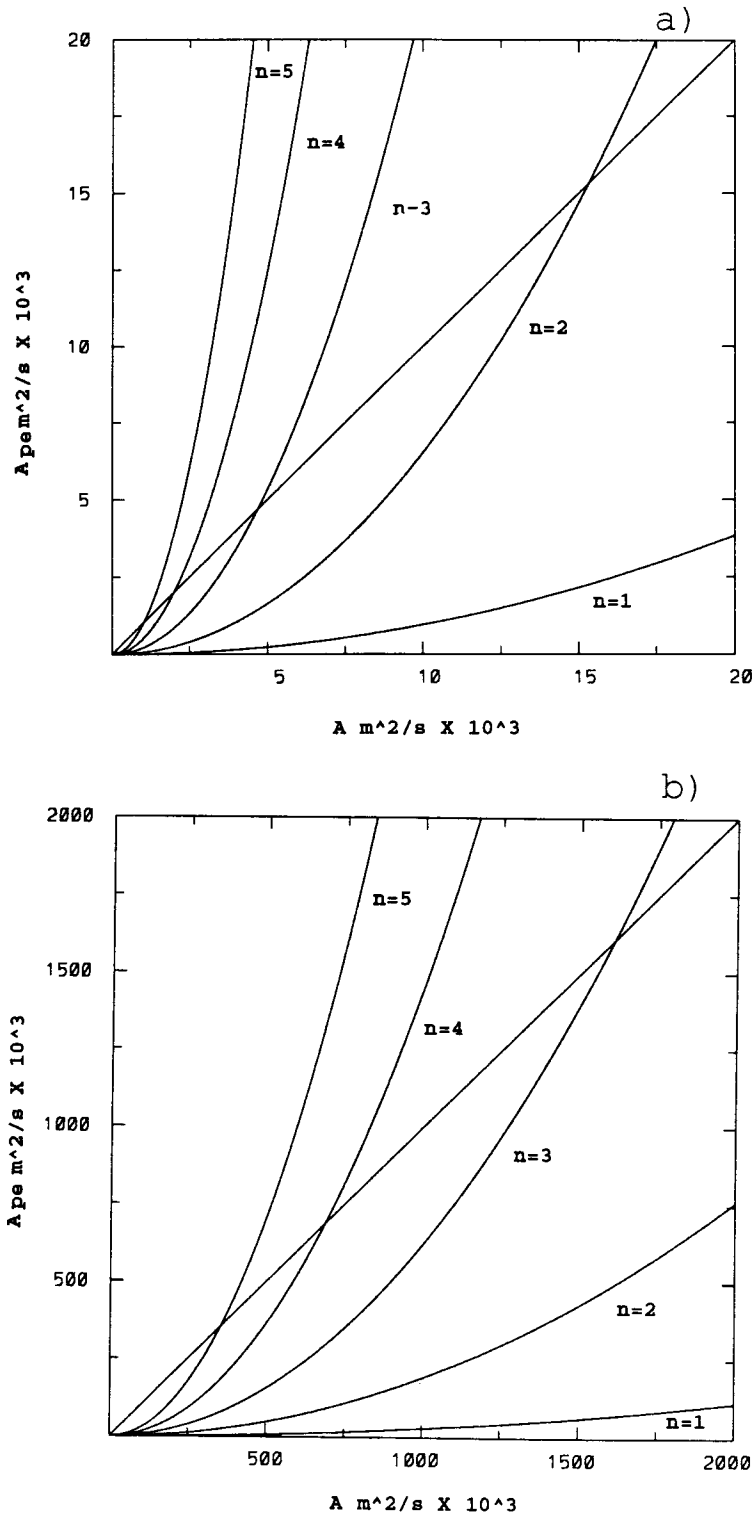 a)
20
n=5
n=4
15
n-3
n=2
10
Ape m^2/s X 10^3
5
n=1
5 10 15 20
A m^2/s X 10^3
b)
2000
n=5
1500
n=4
1000
n=3
Ape m^2/s X 10^3
500
n=2
n=1
500 1000 1500 2000
A m^2/s X 10^3